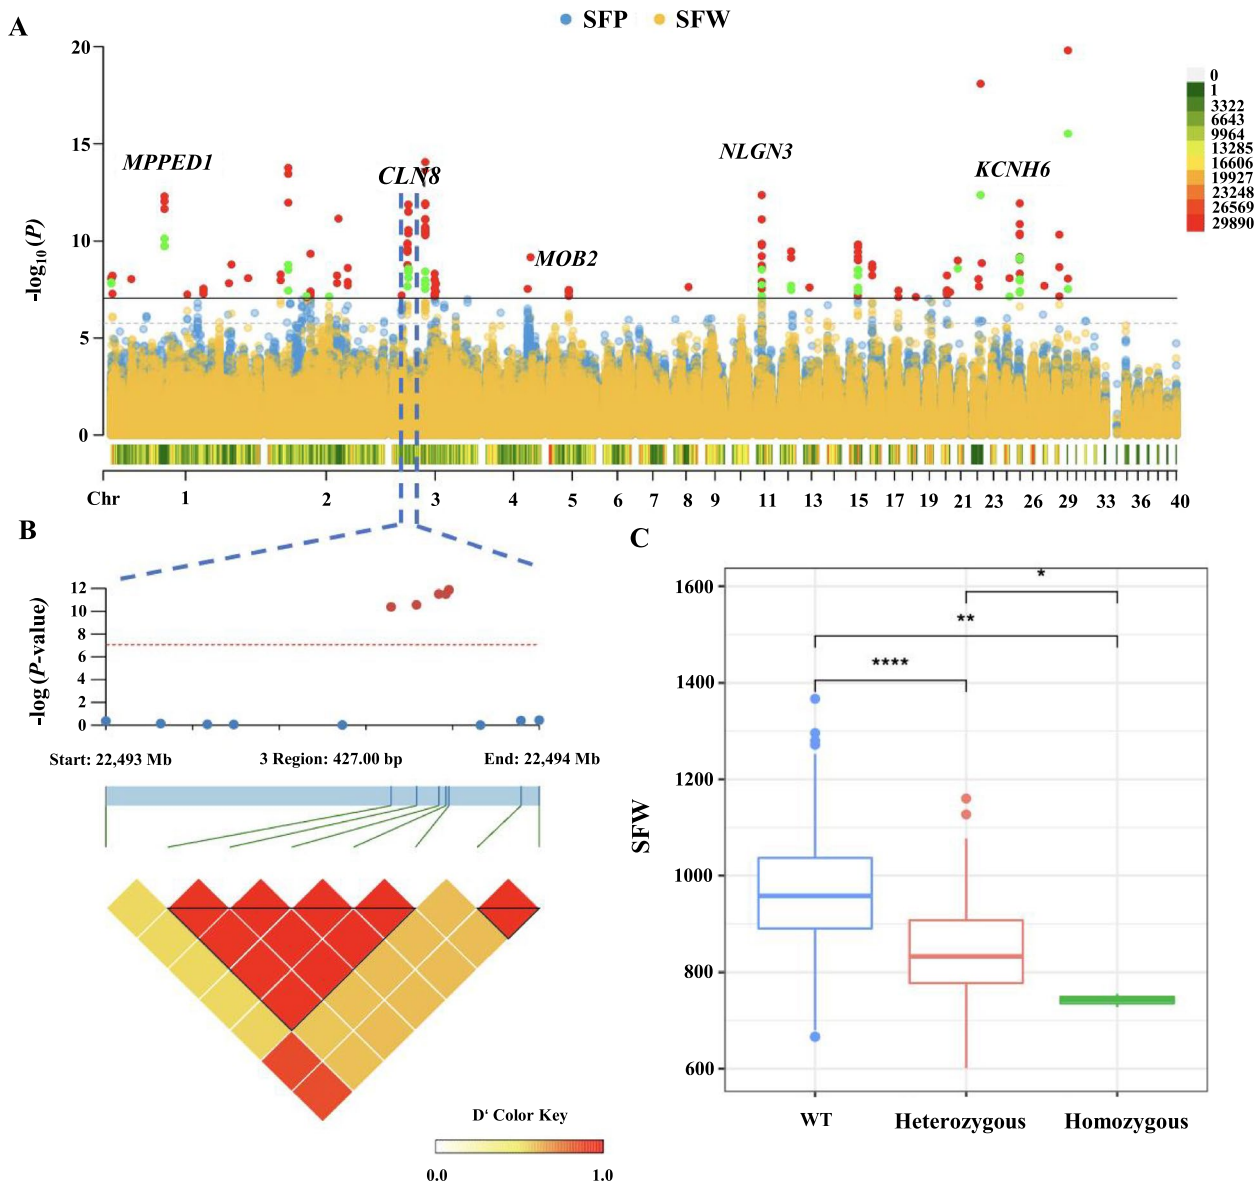 A
SFP SFW
20
15
10
5
0
-log10(P)
MPPED1
CLN8
MOB2
NLGN3
KCNH6
0
1
3322
6643
9964
13285
16606
19927
23248
26569
29890
Chr 1 2 3 4 5 6 7 8 9 11 13 15 17 19 21 23 26 29 33 36 40
B
12
10
8
6
4
2
0
-log (P-value)
Start: 22,493 Mb 3 Region: 427.00 bp End: 22,494 Mb
D‘ Color Key
0.0 1.0
C
1600
1400
1200
1000
800
600
SFW
*
**
****
WT Heterozygous Homozygous